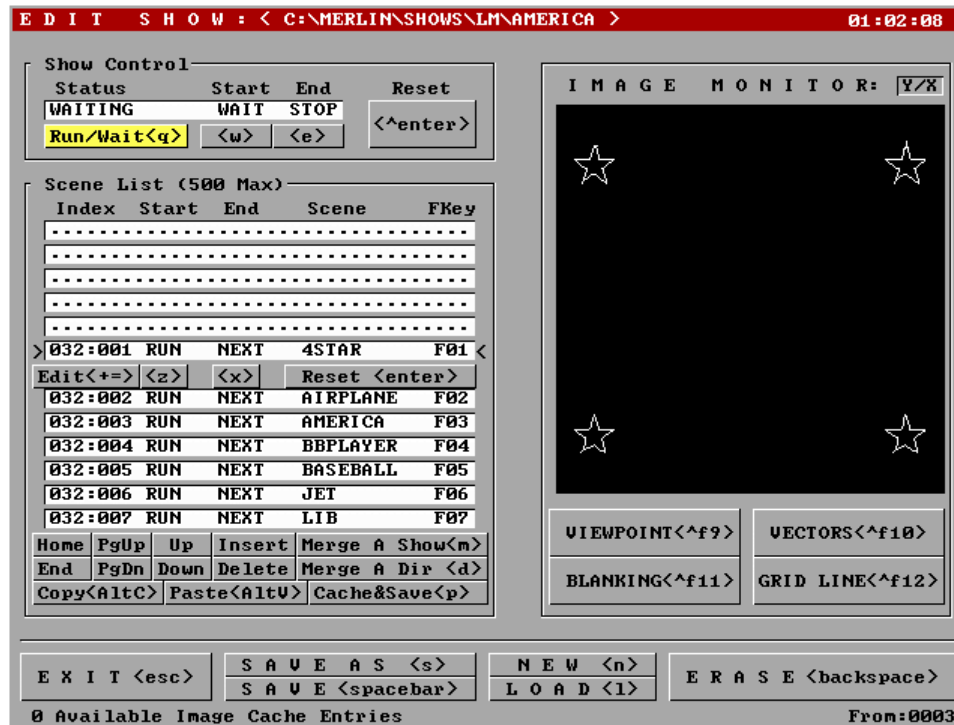 E D I T   S H O W : < C:\MERLIN\SHOWS\LM\AMERICA > 01:02:08
Show Control
Status Start End Reset
WAITING WAIT STOP
<^enter>
Run/Wait<q> <w> <e>
Scene List (500 Max)
Index Start End Scene FKey
....................................
....................................
....................................
....................................
....................................
>032:001 RUN NEXT 4STAR F01 <
Edit<+=> <z> <x> Reset <enter>
032:002 RUN NEXT AIRPLANE F02
032:003 RUN NEXT AMERICA F03
032:004 RUN NEXT BBPLAYER F04
032:005 RUN NEXT BASEBALL F05
032:006 RUN NEXT JET F06
032:007 RUN NEXT LIB F07
Home PgUp Up Insert Merge A Show<m>
End PgDn Down Delete Merge A Dir <d>
Copy<AltC> Paste<AltV> Cache&Save<p>
I M A G E   M O N I T O R: Y/X
VIEWPOINT<^f9> VECTORS<^f10>
BLANKING<^f11> GRID LINE<^f12>
E X I T <esc>
S A V E   A S <s>
S A V E <spacebar>
N E W <n>
L O A D <l>
E R A S E <backspace>
0 Available Image Cache Entries From:0003